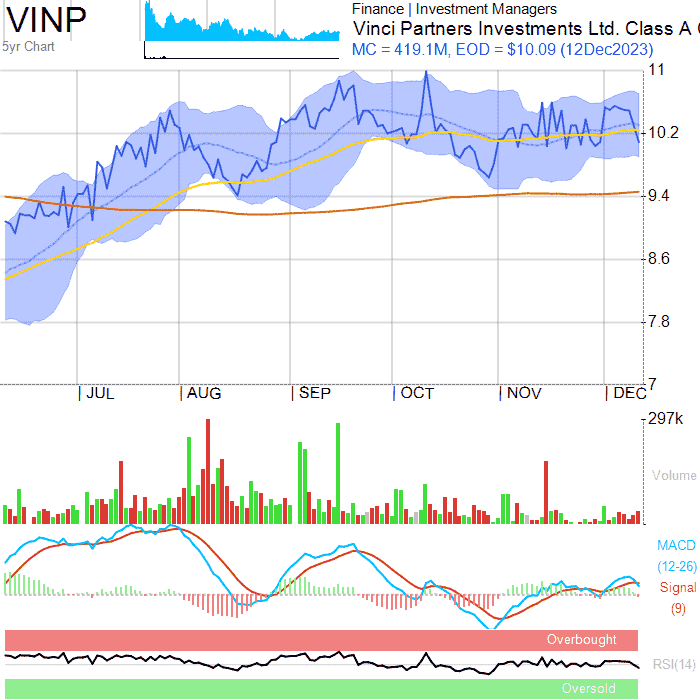 VINP
5yr Chart
Finance | Investment Managers
Vinci Partners Investments Ltd. Class A
MC = 419.1M, EOD = $10.09 (12Dec2023)
11
10.2
9.4
8.6
7.8
7
| JUL | AUG | SEP | OCT | NOV | DEC
297k
Volume
MACD
(12-26)
Signal
(9)
Overbought
RSI(14)
Oversold